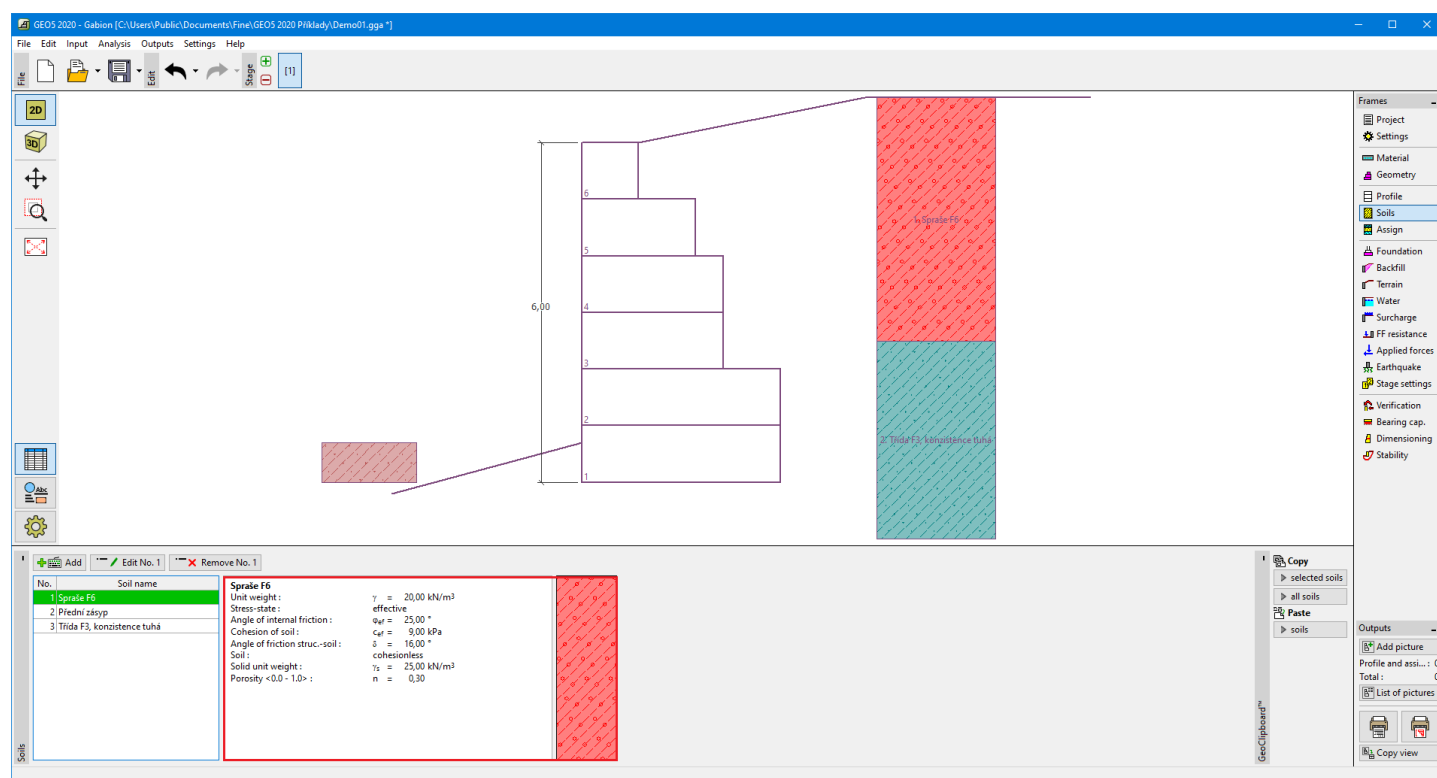 GEO5 2020 - Gabion [C:\Users\Public\Documents\Fine\GEO5 2020 Příklady\Demo01.gga *]
File Edit Input Analysis Outputs Settings Help
File
Edit
Stage
[1]
2D
3D
Abc
6,00
6
5
4
3
2
1
1. Spraše F6
2. Třída F3, konzistence tuhá
Frames
Project
Settings
Material
Geometry
Profile
Soils
Assign
Foundation
Backfill
Terrain
Water
Surcharge
FF resistance
Applied forces
Earthquake
Stage settings
Verification
Bearing cap.
Dimensioning
Stability
Soils
Add Edit No. 1 Remove No. 1
No. Soil name
1 Spraše F6
2 Přední zásyp
3 Třída F3, konzistence tuhá
Spraše F6
Unit weight : γ = 20,00 kN/m³
Stress-state : effective
Angle of internal friction : φef = 25,00 °
Cohesion of soil : cef = 9,00 kPa
Angle of friction struc.-soil : δ = 16,00 °
Soil : cohesionless
Solid unit weight : γs = 25,00 kN/m³
Porosity <0.0 - 1.0> : n = 0,30
GeoClipboard™
Copy
selected soils
all soils
Paste
soils
Outputs
Add picture
Profile and assi... : 0
Total : 0
List of pictures
Copy view